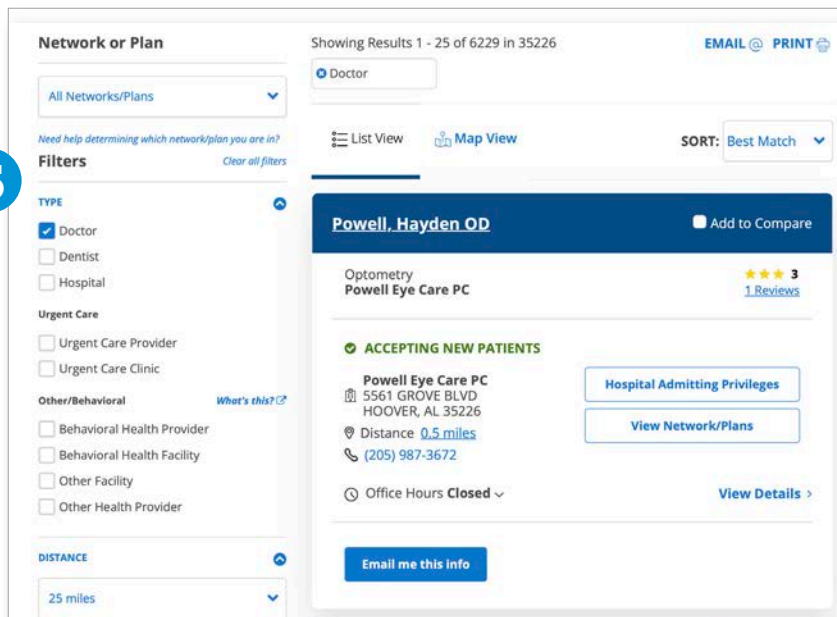 Network or Plan
All Networks/Plans
Need help determining which network/plan you are in?
Filters
Clear all filters
TYPE
Doctor
Dentist
Hospital
Urgent Care
Urgent Care Provider
Urgent Care Clinic
Other/Behavioral
What's this?
Behavioral Health Provider
Behavioral Health Facility
Other Facility
Other Health Provider
DISTANCE
25 miles
Showing Results 1 - 25 of 6229 in 35226
EMAIL @ PRINT
Doctor
List View
Map View
SORT: Best Match
Powell, Hayden OD
Add to Compare
Optometry
Powell Eye Care PC
3
1 Reviews
ACCEPTING NEW PATIENTS
Powell Eye Care PC
5561 GROVE BLVD
HOOVER, AL 35226
Distance 0.5 miles
(205) 987-3672
Hospital Admitting Privileges
View Network/Plans
Office Hours Closed
View Details >
Email me this info